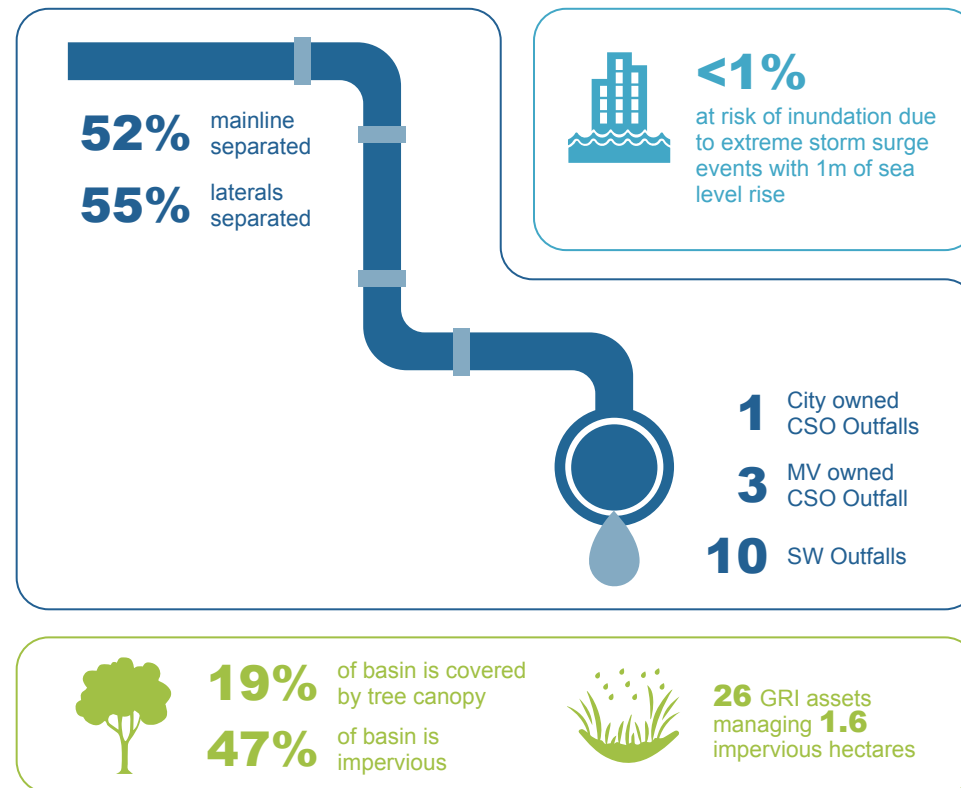 52% mainline
separated
55% laterals
separated
<1%
at risk of inundation due
to extreme storm surge
events with 1m of sea
level rise
1 City owned
CSO Outfalls
3 MV owned
CSO Outfall
10 SW Outfalls
19% of basin is covered
by tree canopy
47% of basin is
impervious
26 GRI assets
managing 1.6
impervious hectares